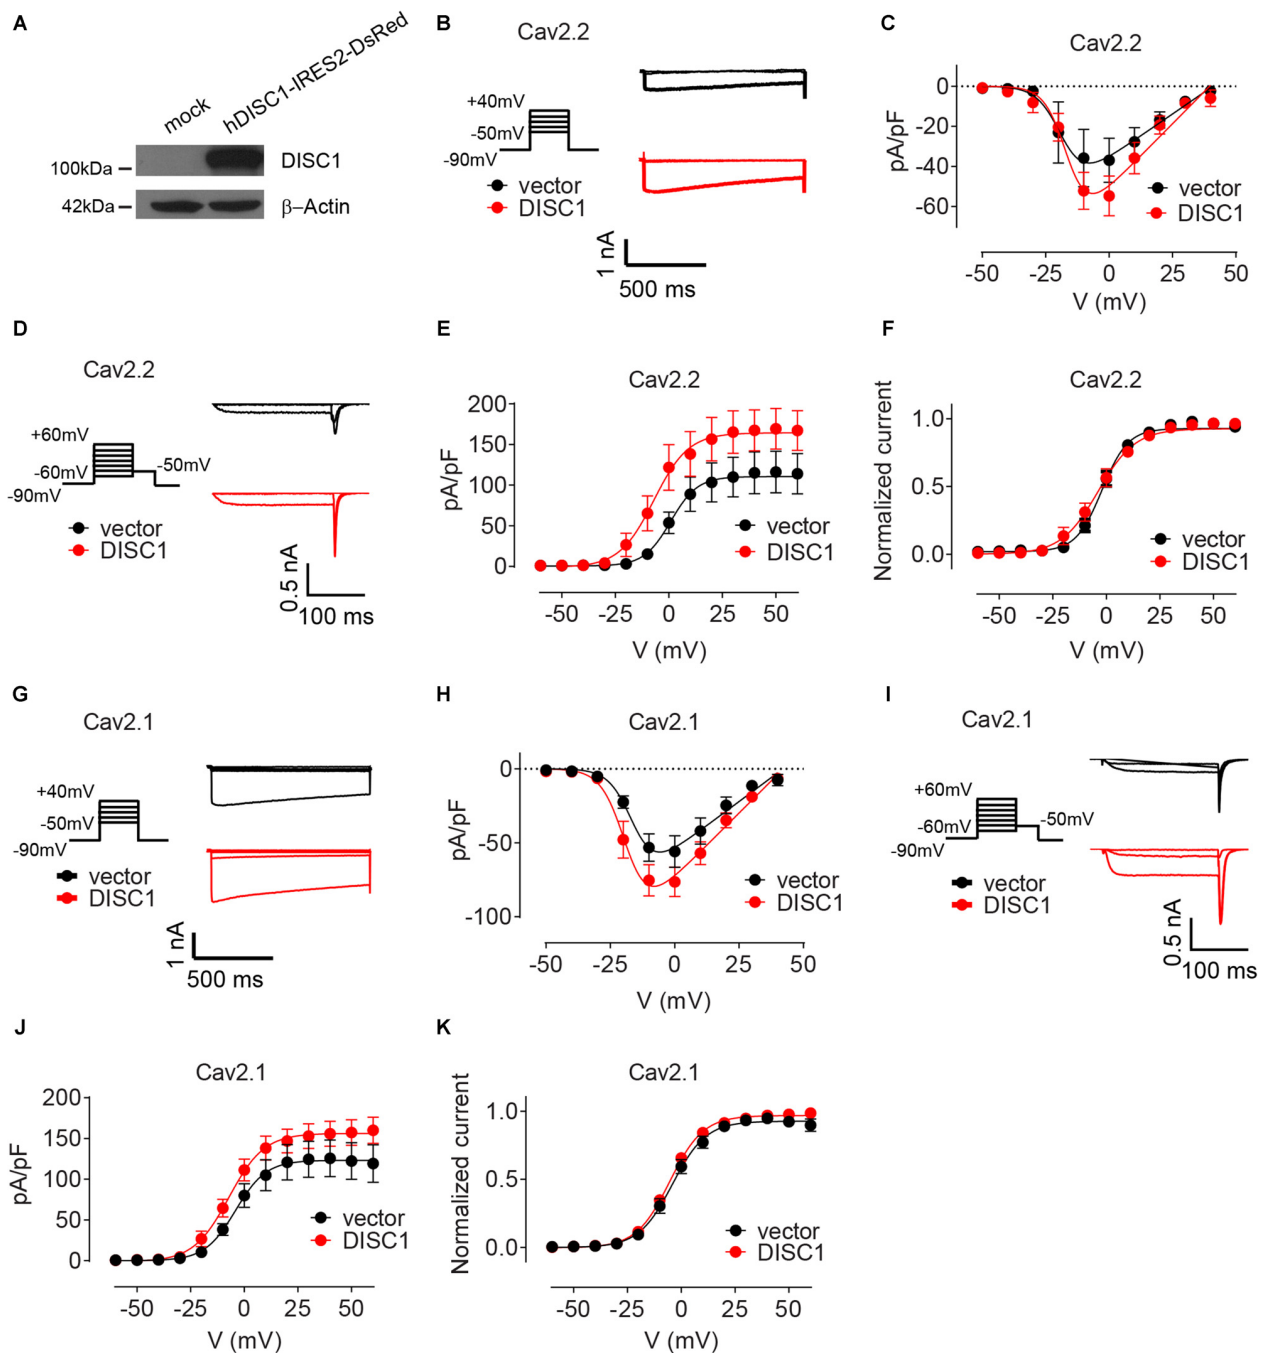 A
mock
hDISC1-IRES2-DsRed
100kDa
DISC1
42kDa
β–Actin
B
Cav2.2
+40mV
-50mV
-90mV
vector
DISC1
1 nA
500 ms
C
Cav2.2
0
-20
-40
-60
pA/pF
vector
DISC1
-50 -25 0 25 50
V (mV)
D
Cav2.2
+60mV
-60mV
-50mV
-90mV
vector
DISC1
0.5 nA
100 ms
E
Cav2.2
200
150
100
50
0
pA/pF
vector
DISC1
-50 -25 0 25 50
V (mV)
F
Cav2.2
1.0
0.5
0.0
Normalized current
vector
DISC1
-50 -25 0 25 50
V (mV)
G
Cav2.1
+40mV
-50mV
-90mV
vector
DISC1
1 nA
500 ms
H
Cav2.1
0
-50
-100
pA/pF
vector
DISC1
-50 -25 0 25 50
V (mV)
I
Cav2.1
+60mV
-60mV
-50mV
-90mV
vector
DISC1
0.5 nA
100 ms
J
Cav2.1
200
150
100
50
0
pA/pF
vector
DISC1
-50 -25 0 25 50
V (mV)
K
Cav2.1
1.0
0.5
0.0
Normalized current
vector
DISC1
-50 -25 0 25 50
V (mV)